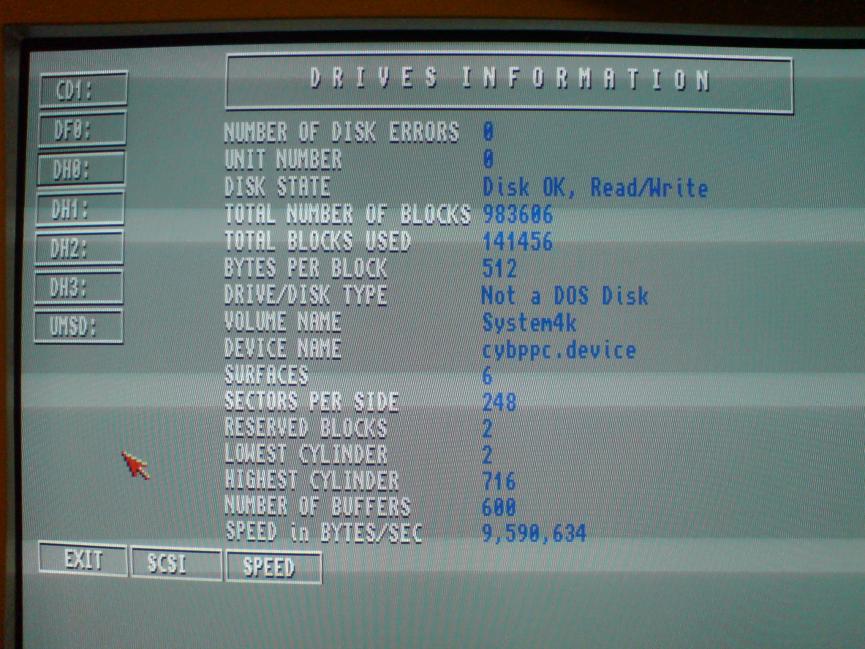 DRIVES INFORMATION
CD1:
DF0:
DH0:
DH1:
DH2:
DH3:
UMSD:
NUMBER OF DISK ERRORS 0
UNIT NUMBER 0
DISK STATE Disk OK, Read/Write
TOTAL NUMBER OF BLOCKS 983606
TOTAL BLOCKS USED 141456
BYTES PER BLOCK 512
DRIVE/DISK TYPE Not a DOS Disk
VOLUME NAME System4k
DEVICE NAME cybppc.device
SURFACES 6
SECTORS PER SIDE 248
RESERVED BLOCKS 2
LOWEST CYLINDER 2
HIGHEST CYLINDER 716
NUMBER OF BUFFERS 600
SPEED in BYTES/SEC 9,590,634
EXIT SCSI SPEED